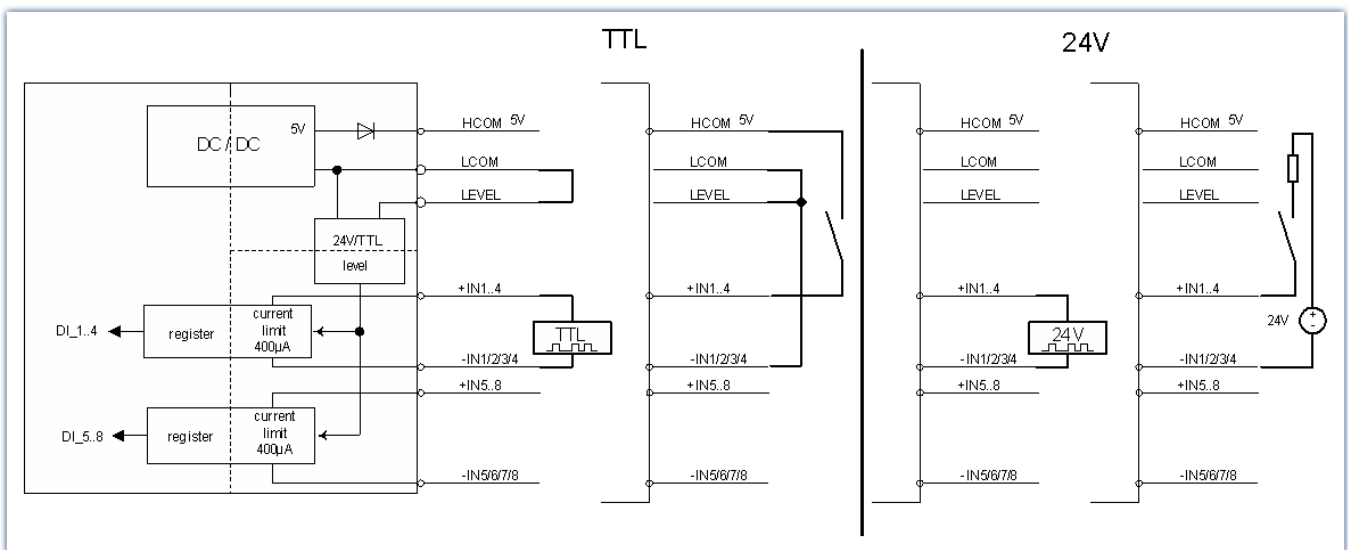 TTL
24V
DC / DC
5V
HCOM 5V
LCOM
LEVEL
24V/TTL
level
+IN1..4
DI_1..4
register
current
limit
400µA
TTL
-IN1/2/3/4
+IN5..8
DI_5..8
register
current
limit
400µA
-IN5/6/7/8
HCOM 5V
LCOM
LEVEL
+IN1..4
-IN1/2/3/4
+IN5..8
-IN5/6/7/8
HCOM 5V
LCOM
LEVEL
+IN1..4
24V
-IN1/2/3/4
+IN5..8
-IN5/6/7/8
HCOM 5V
LCOM
LEVEL
+IN1..4
24V
+
-
-IN1/2/3/4
+IN5..8
-IN5/6/7/8